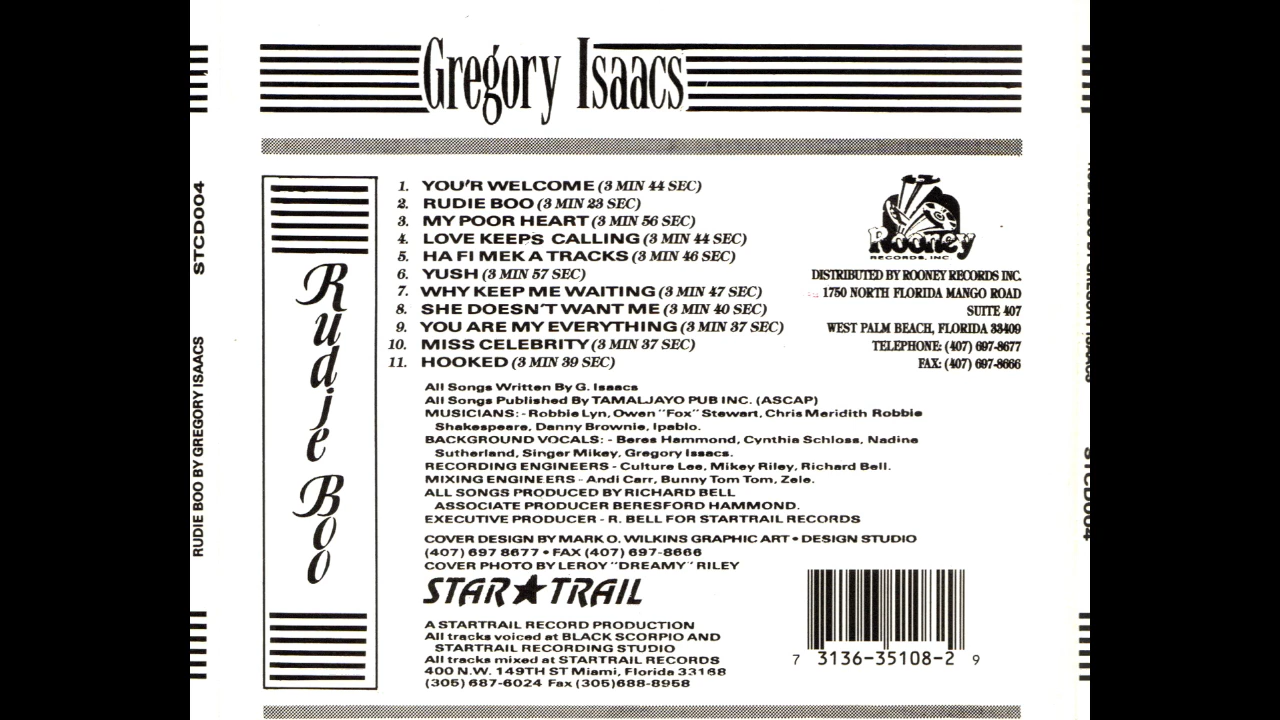 Gregory Isaacs
STCD004
RUDIE BOO BY GREGORY ISAACS
Rudie Boo
1. YOU'R WELCOME (3 MIN 44 SEC)
2. RUDIE BOO (3 MIN 23 SEC)
3. MY POOR HEART (3 MIN 56 SEC)
4. LOVE KEEPS CALLING (3 MIN 44 SEC)
5. HA FI MEK A TRACKS (3 MIN 46 SEC)
6. YUSH (3 MIN 57 SEC)
7. WHY KEEP ME WAITING (3 MIN 47 SEC)
8. SHE DOESN'T WANT ME (3 MIN 40 SEC)
9. YOU ARE MY EVERYTHING (3 MIN 37 SEC)
10. MISS CELEBRITY (3 MIN 37 SEC)
11. HOOKED (3 MIN 39 SEC)
Rooney
RECORDS, INC
DISTRIBUTED BY ROONEY RECORDS INC.
1750 NORTH FLORIDA MANGO ROAD
SUITE 407
WEST PALM BEACH, FLORIDA 33409
TELEPHONE: (407) 697-8677
FAX: (407) 697-8666
All Songs Written By G. Isaacs
All Songs Published By TAMALJAYO PUB INC. (ASCAP)
MUSICIANS: - Robbie Lyn, Owen "Fox" Stewart, Chris Meridith Robbie
Shakespeare, Danny Brownie, Ipablo.
BACKGROUND VOCALS: - Beres Hammond, Cynthia Schloss, Nadine
Sutherland, Singer Mikey, Gregory Issacs.
RECORDING ENGINEERS - Culture Lee, Mikey Riley, Richard Bell.
MIXING ENGINEERS - Andi Carr, Bunny Tom Tom, Zele.
ALL SONGS PRODUCED BY RICHARD BELL
ASSOCIATE PRODUCER BERESFORD HAMMOND.
EXECUTIVE PRODUCER - R. BELL FOR STARTRAIL RECORDS
COVER DESIGN BY MARK O. WILKINS GRAPHIC ART • DESIGN STUDIO
(407) 697 8677 • FAX (407) 697-8666
COVER PHOTO BY LEROY "DREAMY" RILEY
STAR★TRAIL
A STARTRAIL RECORD PRODUCTION
All tracks voiced at BLACK SCORPIO AND
STARTRAIL RECORDING STUDIO
All tracks mixed at STARTRAIL RECORDS
400 N.W. 149TH ST Miami, Florida 33168
(305) 687-6024 Fax (305)688-8958
7 3136-35108-2 9
STCD004